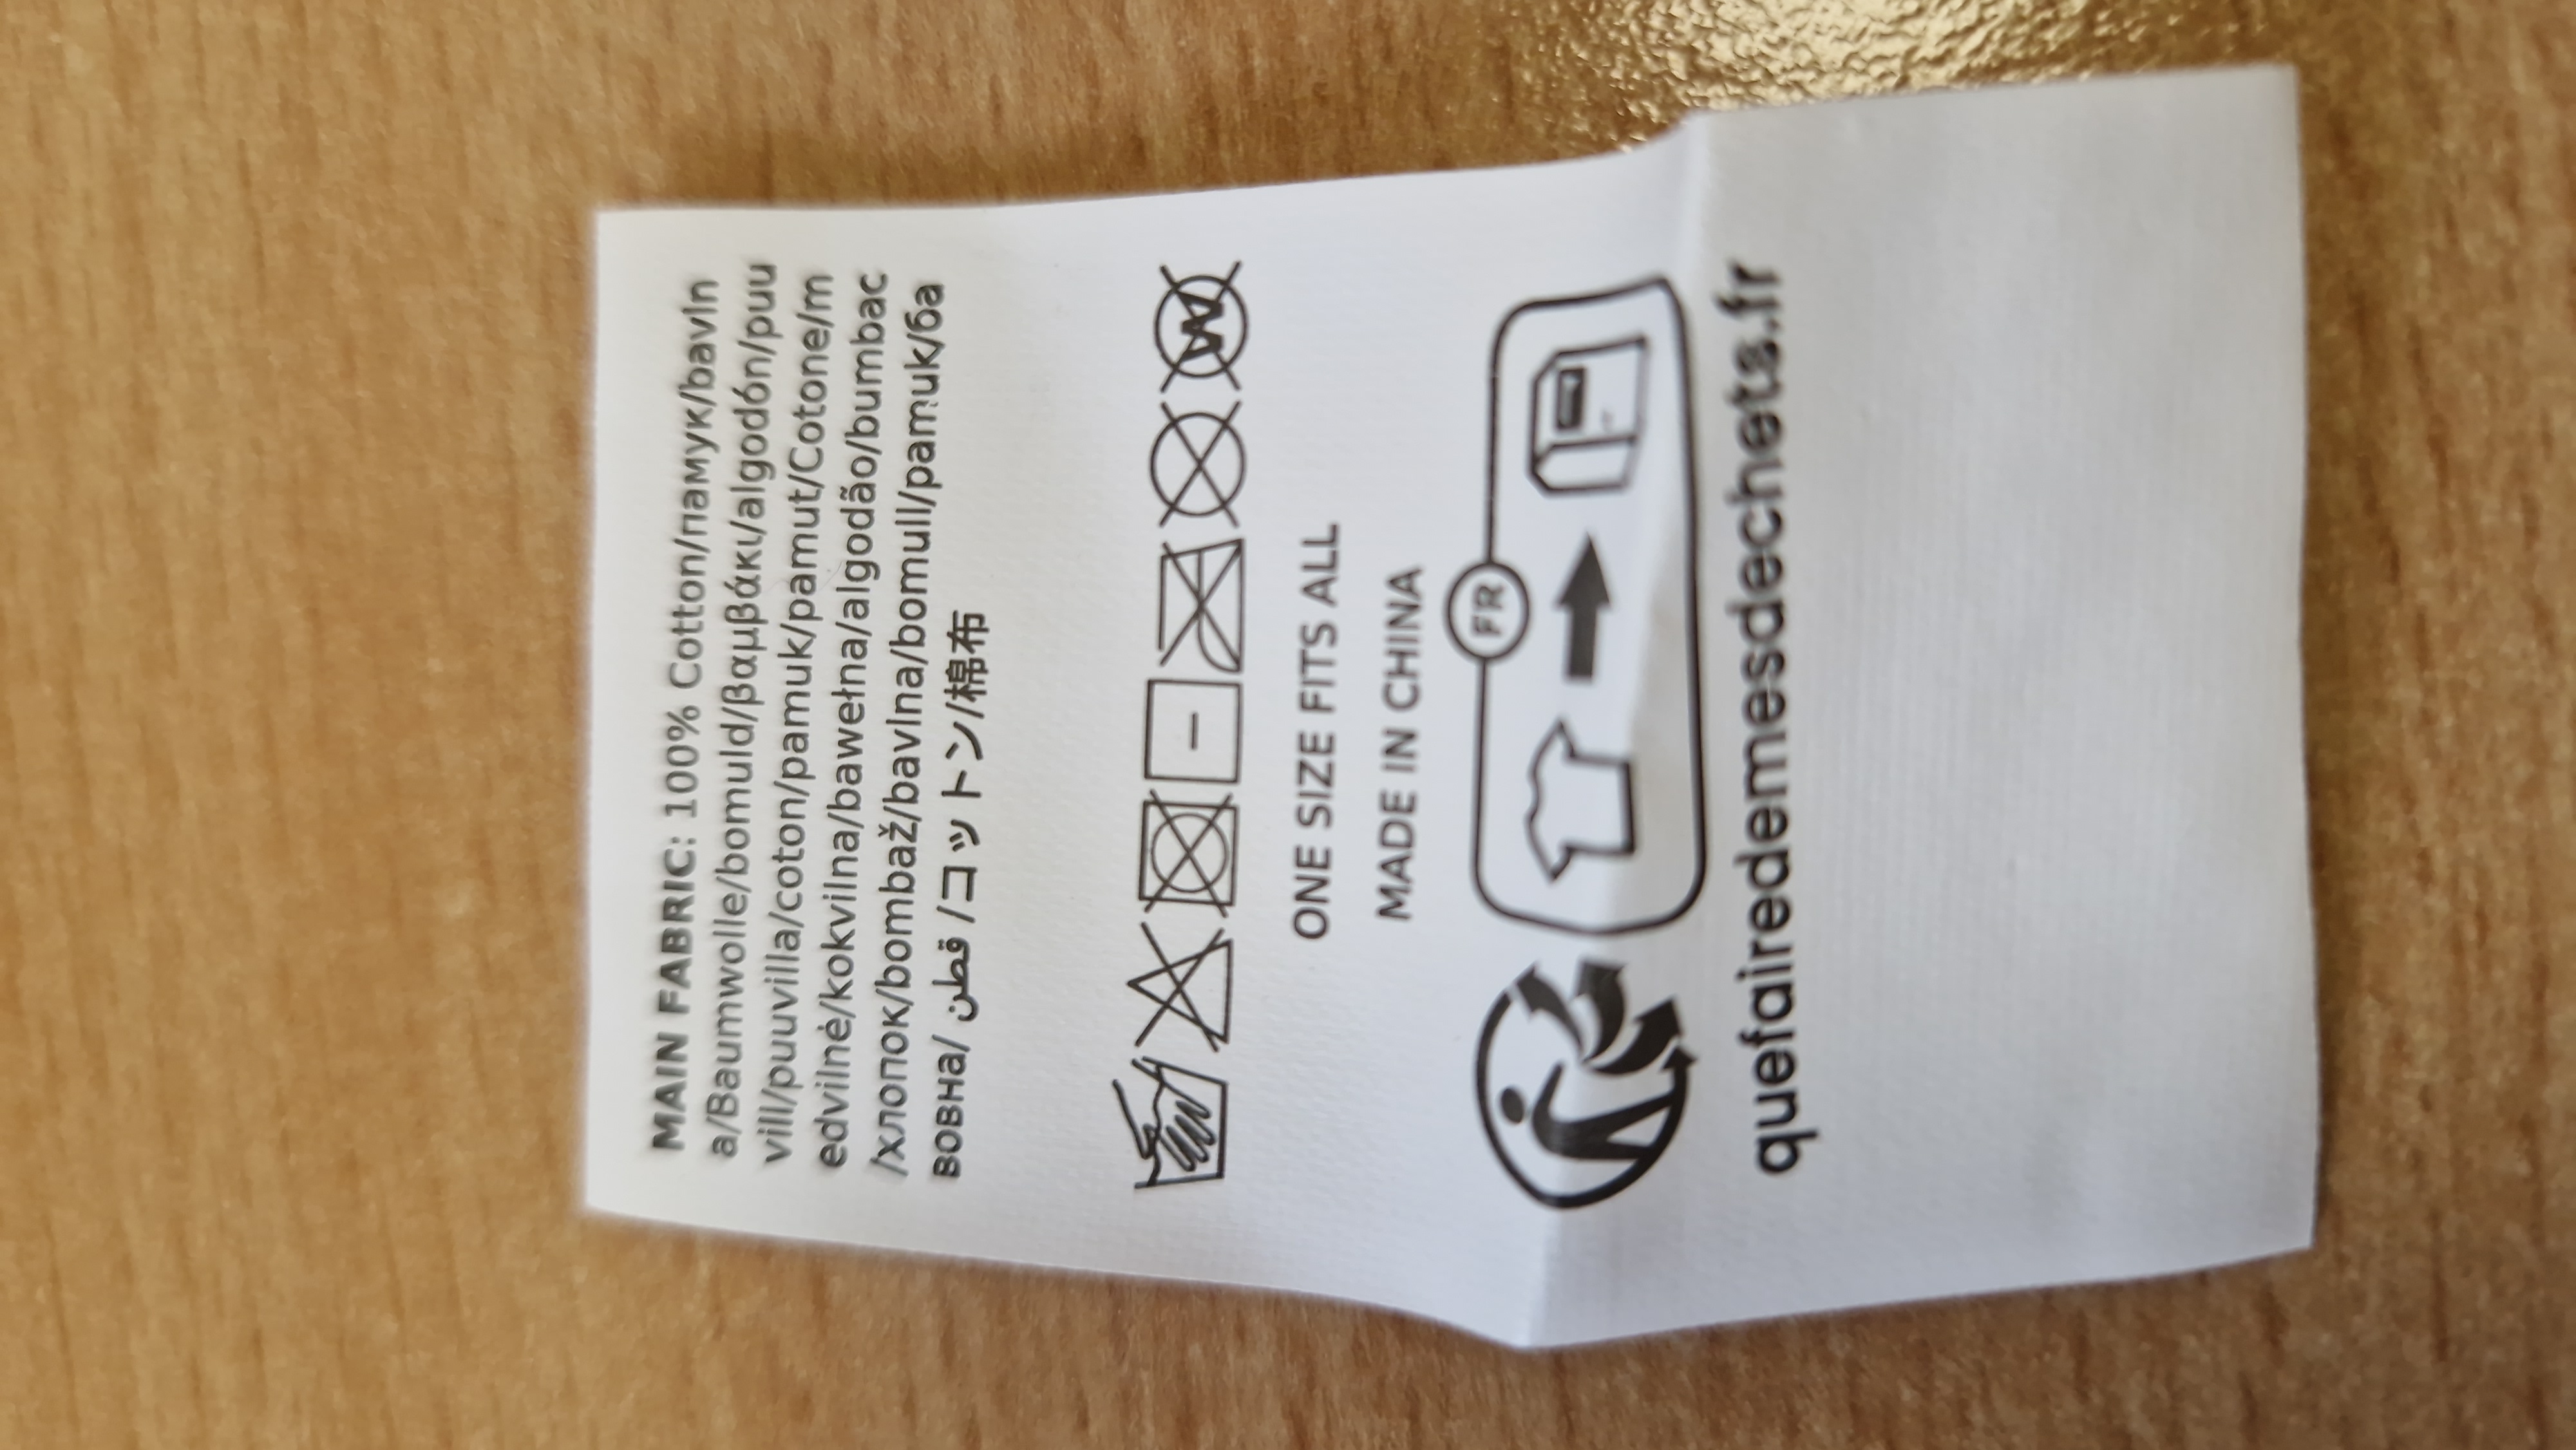 MAIN FABRIC: 100% Cotton/памук/bavln
a/Baumwolle/bomuld/βαμβάκι/algodón/puu
vill/puuvilla/coton/pamuk/pamut/Cotone/m
edvilnė/kokvilna/bawełna/algodão/bumbac
/хлопок/bombaž/bavlna/bomull/pamuk/ба
вовна/ قطن /コットン/棉布
ONE SIZE FITS ALL
MADE IN CHINA
FR
quefairedemesdechets.fr